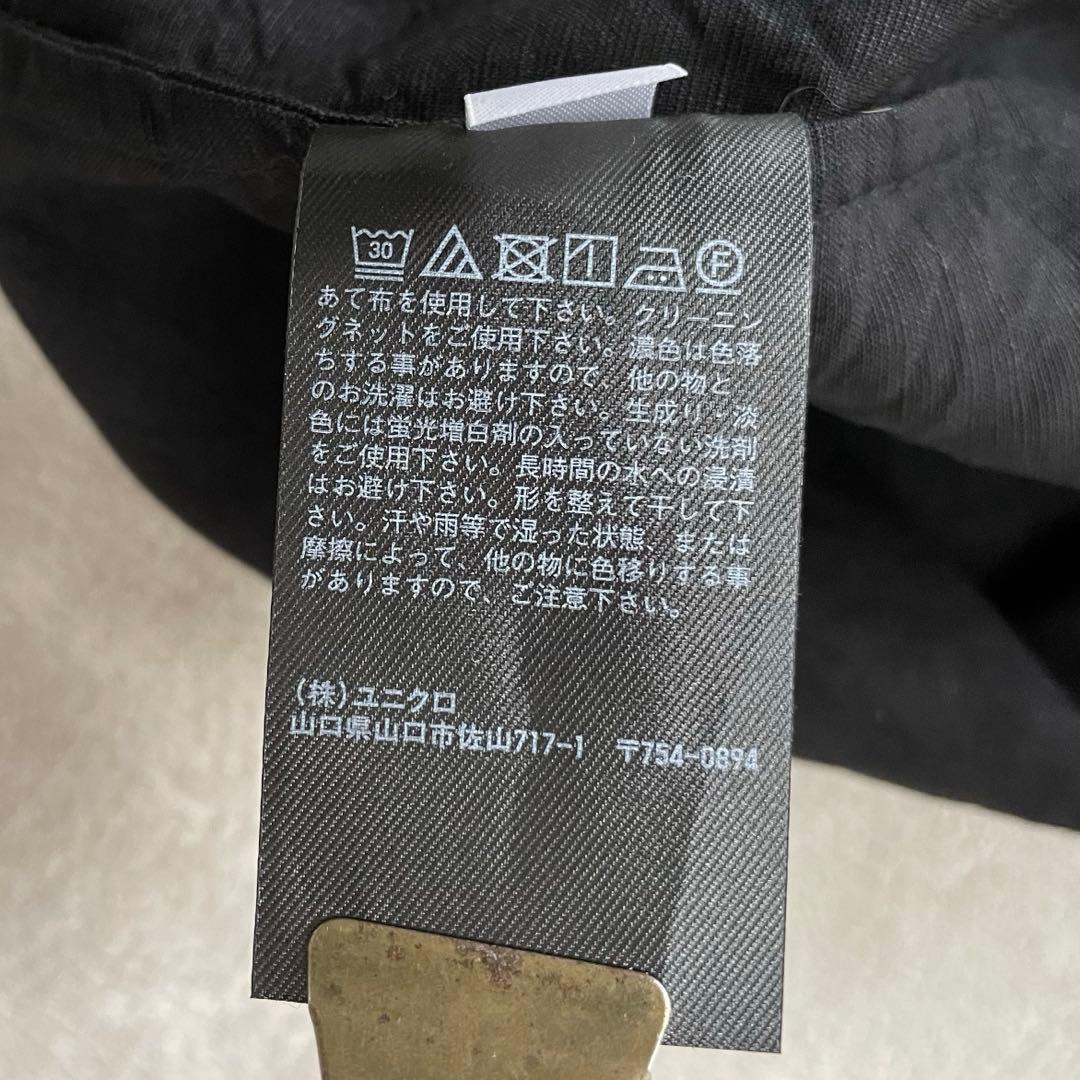 30 F
あて布を使用して下さい。クリーニン
グネットをご使用下さい。濃色は色落
ちする事がありますので、他の物と
のお洗濯はお避け下さい。生成り・淡
色には蛍光増白剤の入っていない洗剤
をご使用下さい。長時間の水への浸漬
はお避け下さい。形を整えて干して下
さい。汗や雨等で湿った状態、または
摩擦によって、他の物に色移りする事
がありますので、ご注意下さい。
(株)ユニクロ
山口県山口市佐山717-1 〒754-0894